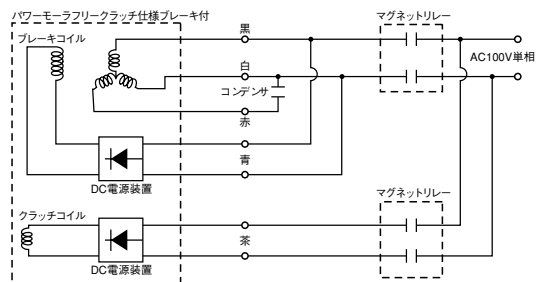 パワーモーラフリークラッチ仕様ブレーキ付
マグネットリレー
ブレーキコイル
黒
AC100V単相
白
コンデンサ
赤
青
DC電源装置
マグネットリレー
クラッチコイル
茶
DC電源装置